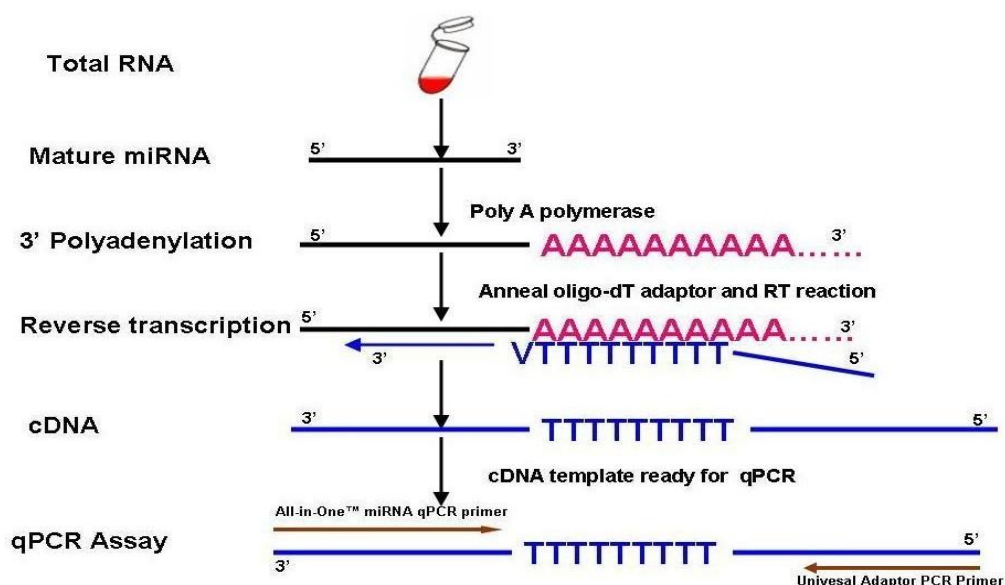 Total RNA
Mature miRNA
5’ 3’
Poly A polymerase
3’ Polyadenylation
5’
AAAAAAAAAA...... 3’
Anneal oligo-dT adaptor and RT reaction
Reverse transcription
5’
AAAAAAAAAA...... 3’
3’
VTTTTTTTTTT
5’
cDNA
3’
TTTTTTTTT
5’
cDNA template ready for qPCR
All-in-One™ miRNA qPCR primer
qPCR Assay
3’
TTTTTTTTT
5’
Univesal Adaptor PCR Primer